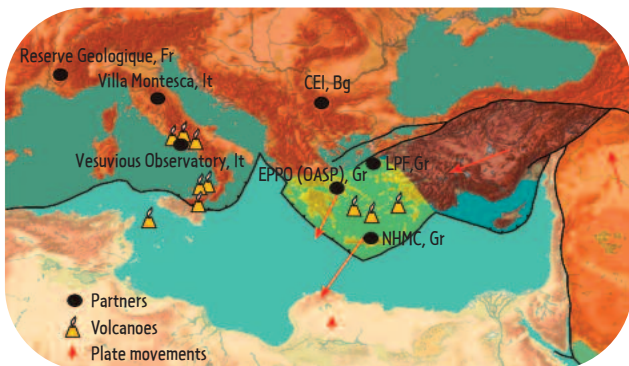 Reserve Geologique, Fr
Villa Montesca, It
CEI, Bg
Vesuvious Observatory, It
LPF,Gr
EPPO (OASP), Gr
NHMC, Gr
Partners
Volcanoes
Plate movements